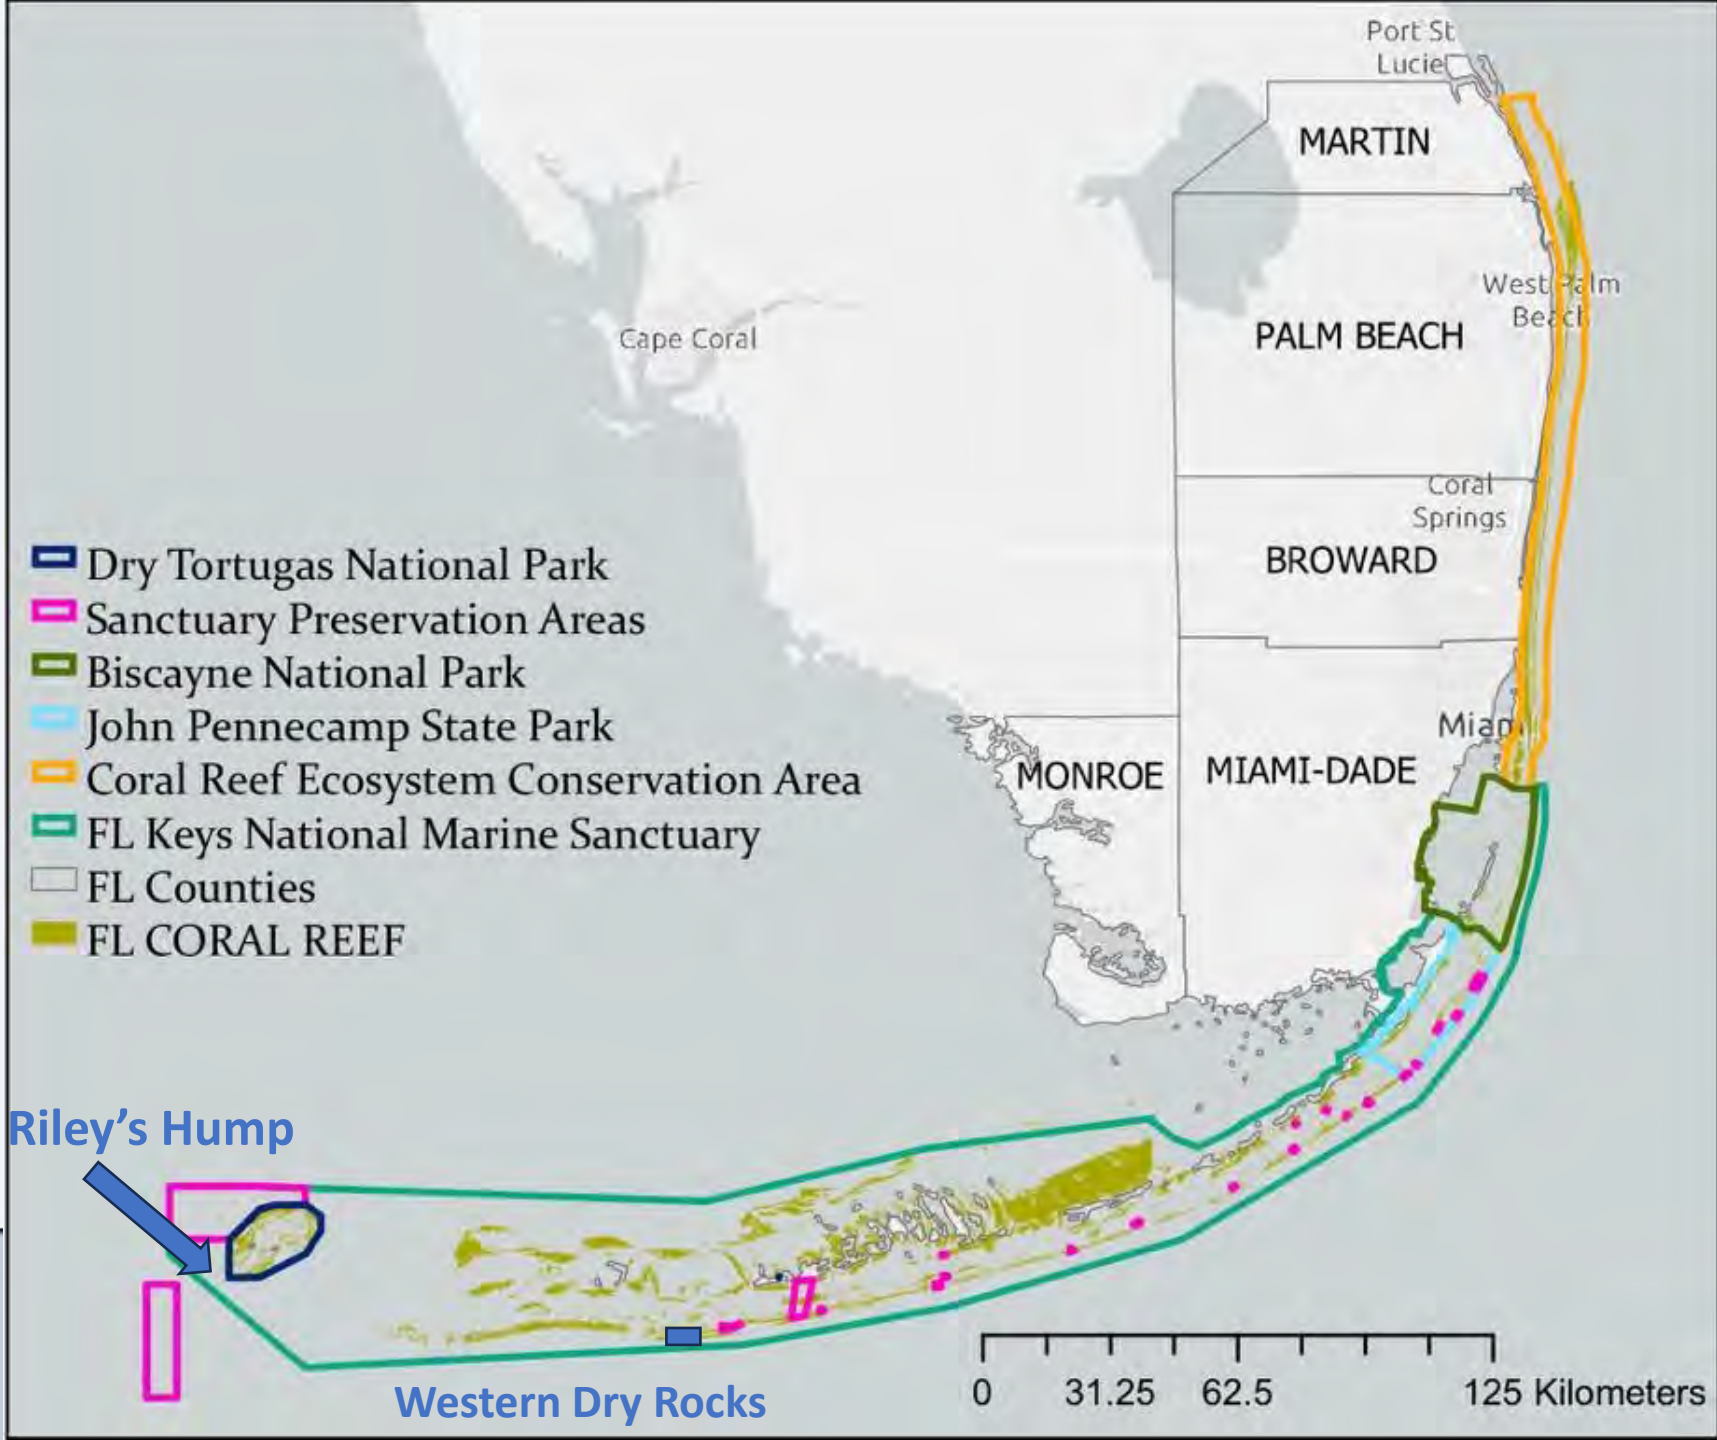 Port St
Lucie
MARTIN
West Palm
Beach
PALM BEACH
Cape Coral
Coral
Springs
BROWARD
Dry Tortugas National Park
Sanctuary Preservation Areas
Biscayne National Park
John Pennecamp State Park
Coral Reef Ecosystem Conservation Area
FL Keys National Marine Sanctuary
FL Counties
FL CORAL REEF
Miami
MONROE
MIAMI-DADE
Riley’s Hump
Western Dry Rocks
0 31.25 62.5 125 Kilometers